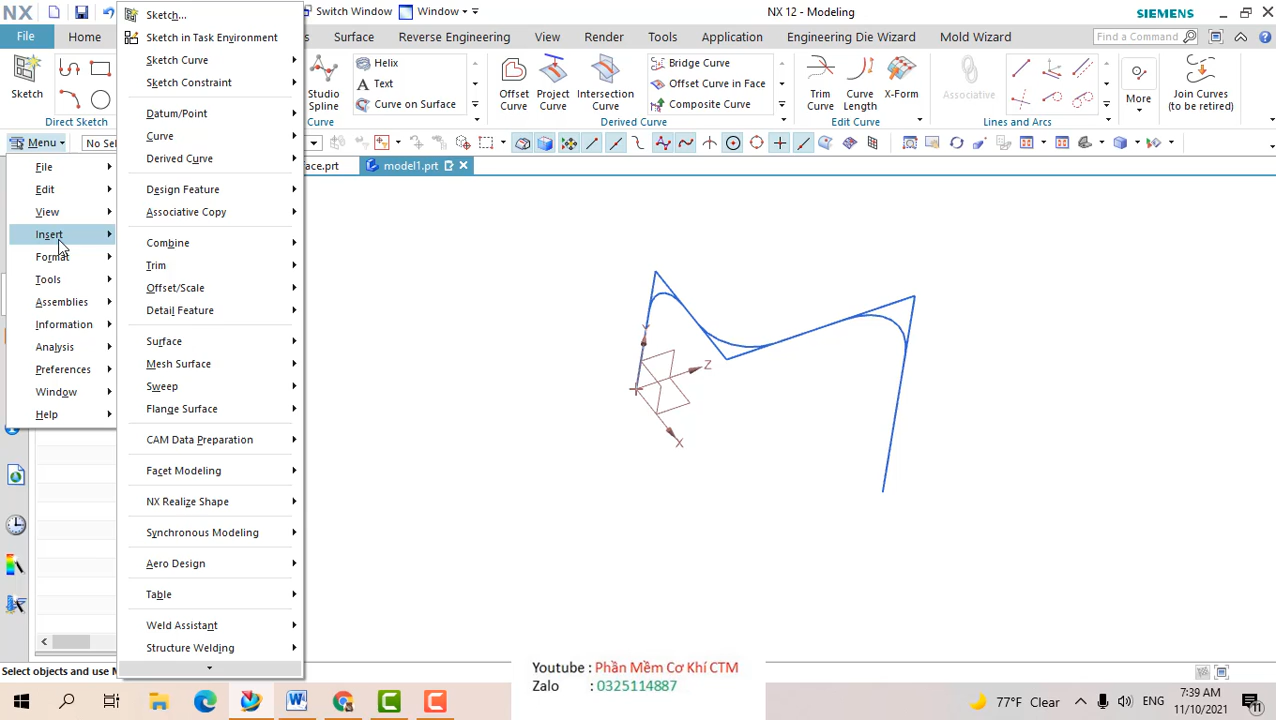 NX
Switch Window
Window
NX 12 - Modeling
SIEMENS
File
Home
Surface
Reverse Engineering
View
Render
Tools
Application
Engineering Die Wizard
Mold Wizard
Find a Command
Sketch
Direct Sketch
Studio
Spline
Helix
Text
Curve on Surface
Curve
Offset
Curve
Project
Curve
Intersection
Curve
Bridge Curve
Offset Curve in Face
Composite Curve
Derived Curve
Trim
Curve
Curve
Length
X-Form
Edit Curve
Associative
Lines and Arcs
More
Join Curves
(to be retired)
Menu
No Sel
ace.prt
model1.prt
File
Edit
View
Insert
Format
Tools
Assemblies
Information
Analysis
Preferences
Window
Help
Sketch...
Sketch in Task Environment
Sketch Curve
Sketch Constraint
Datum/Point
Curve
Derived Curve
Design Feature
Associative Copy
Combine
Trim
Offset/Scale
Detail Feature
Surface
Mesh Surface
Sweep
Flange Surface
CAM Data Preparation
Facet Modeling
NX Realize Shape
Synchronous Modeling
Aero Design
Table
Weld Assistant
Structure Welding
Z
X
Select objects and use M
Youtube : Phần Mềm Cơ Khí CTM
Zalo : 0325114887
77°F Clear
ENG
7:39 AM
11/10/2021